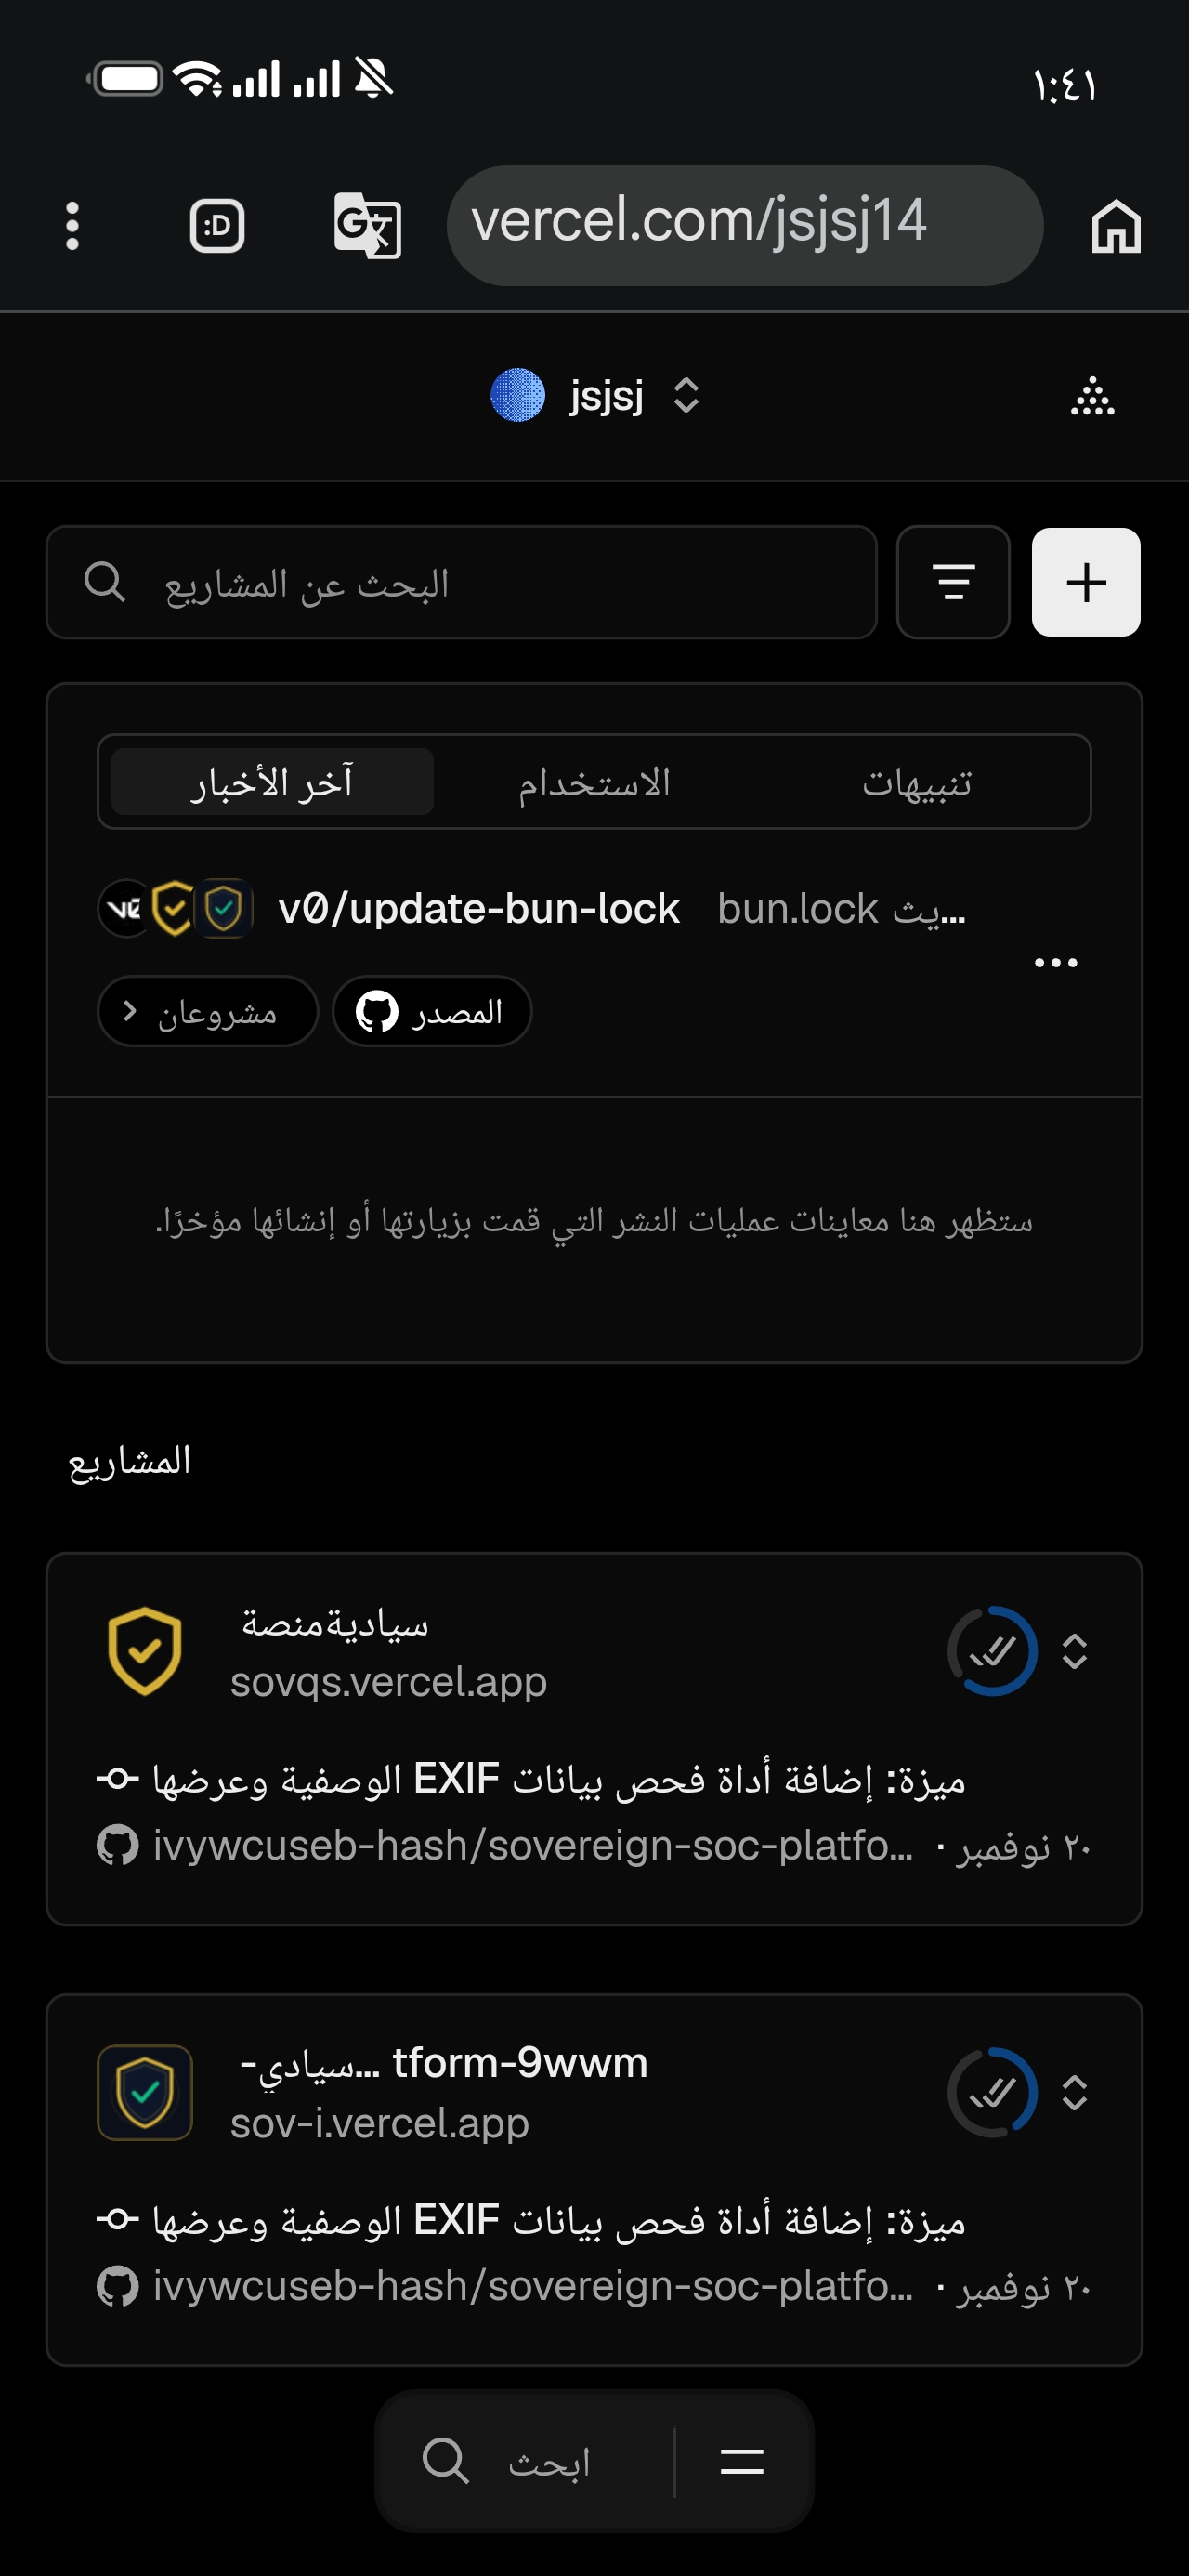 ١:٤١
:D
vercel.com/jsjsj14
jsjsj
البحث عن المشاريع
آخر الأخبار
الاستخدام
تنبيهات
v0/update-bun-lock
bun.lock يث...
مشروعان
المصدر
ستظهر هنا معاينات عمليات النشر التي قمت بزيارتها أو إنشائها مؤخرًا.
المشاريع
سياديةمنصة
sovqs.vercel.app
ميزة: إضافة أداة فحص بيانات EXIF الوصفية وعرضها
ivywcuseb-hash/sovereign-soc-platfo... · ٢٠ نوفمبر
-سيادي... tform-9wwm
sov-i.vercel.app
ميزة: إضافة أداة فحص بيانات EXIF الوصفية وعرضها
ivywcuseb-hash/sovereign-soc-platfo... · ٢٠ نوفمبر
ابحث